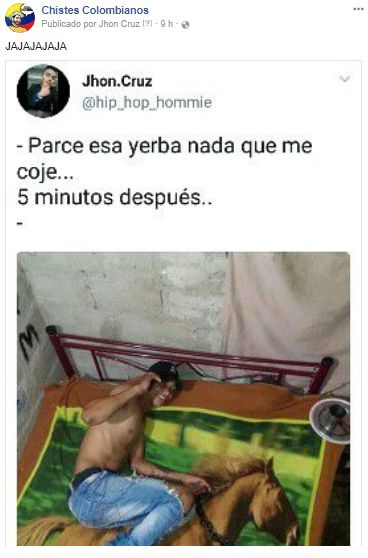 Chistes Colombianos
Publicado por Jhon Cruz [?] · 9 h ·
JAJAJAJAJA
Jhon.Cruz
@hip_hop_hommie
- Parce esa yerba nada que me
coje...
5 minutos después..
-